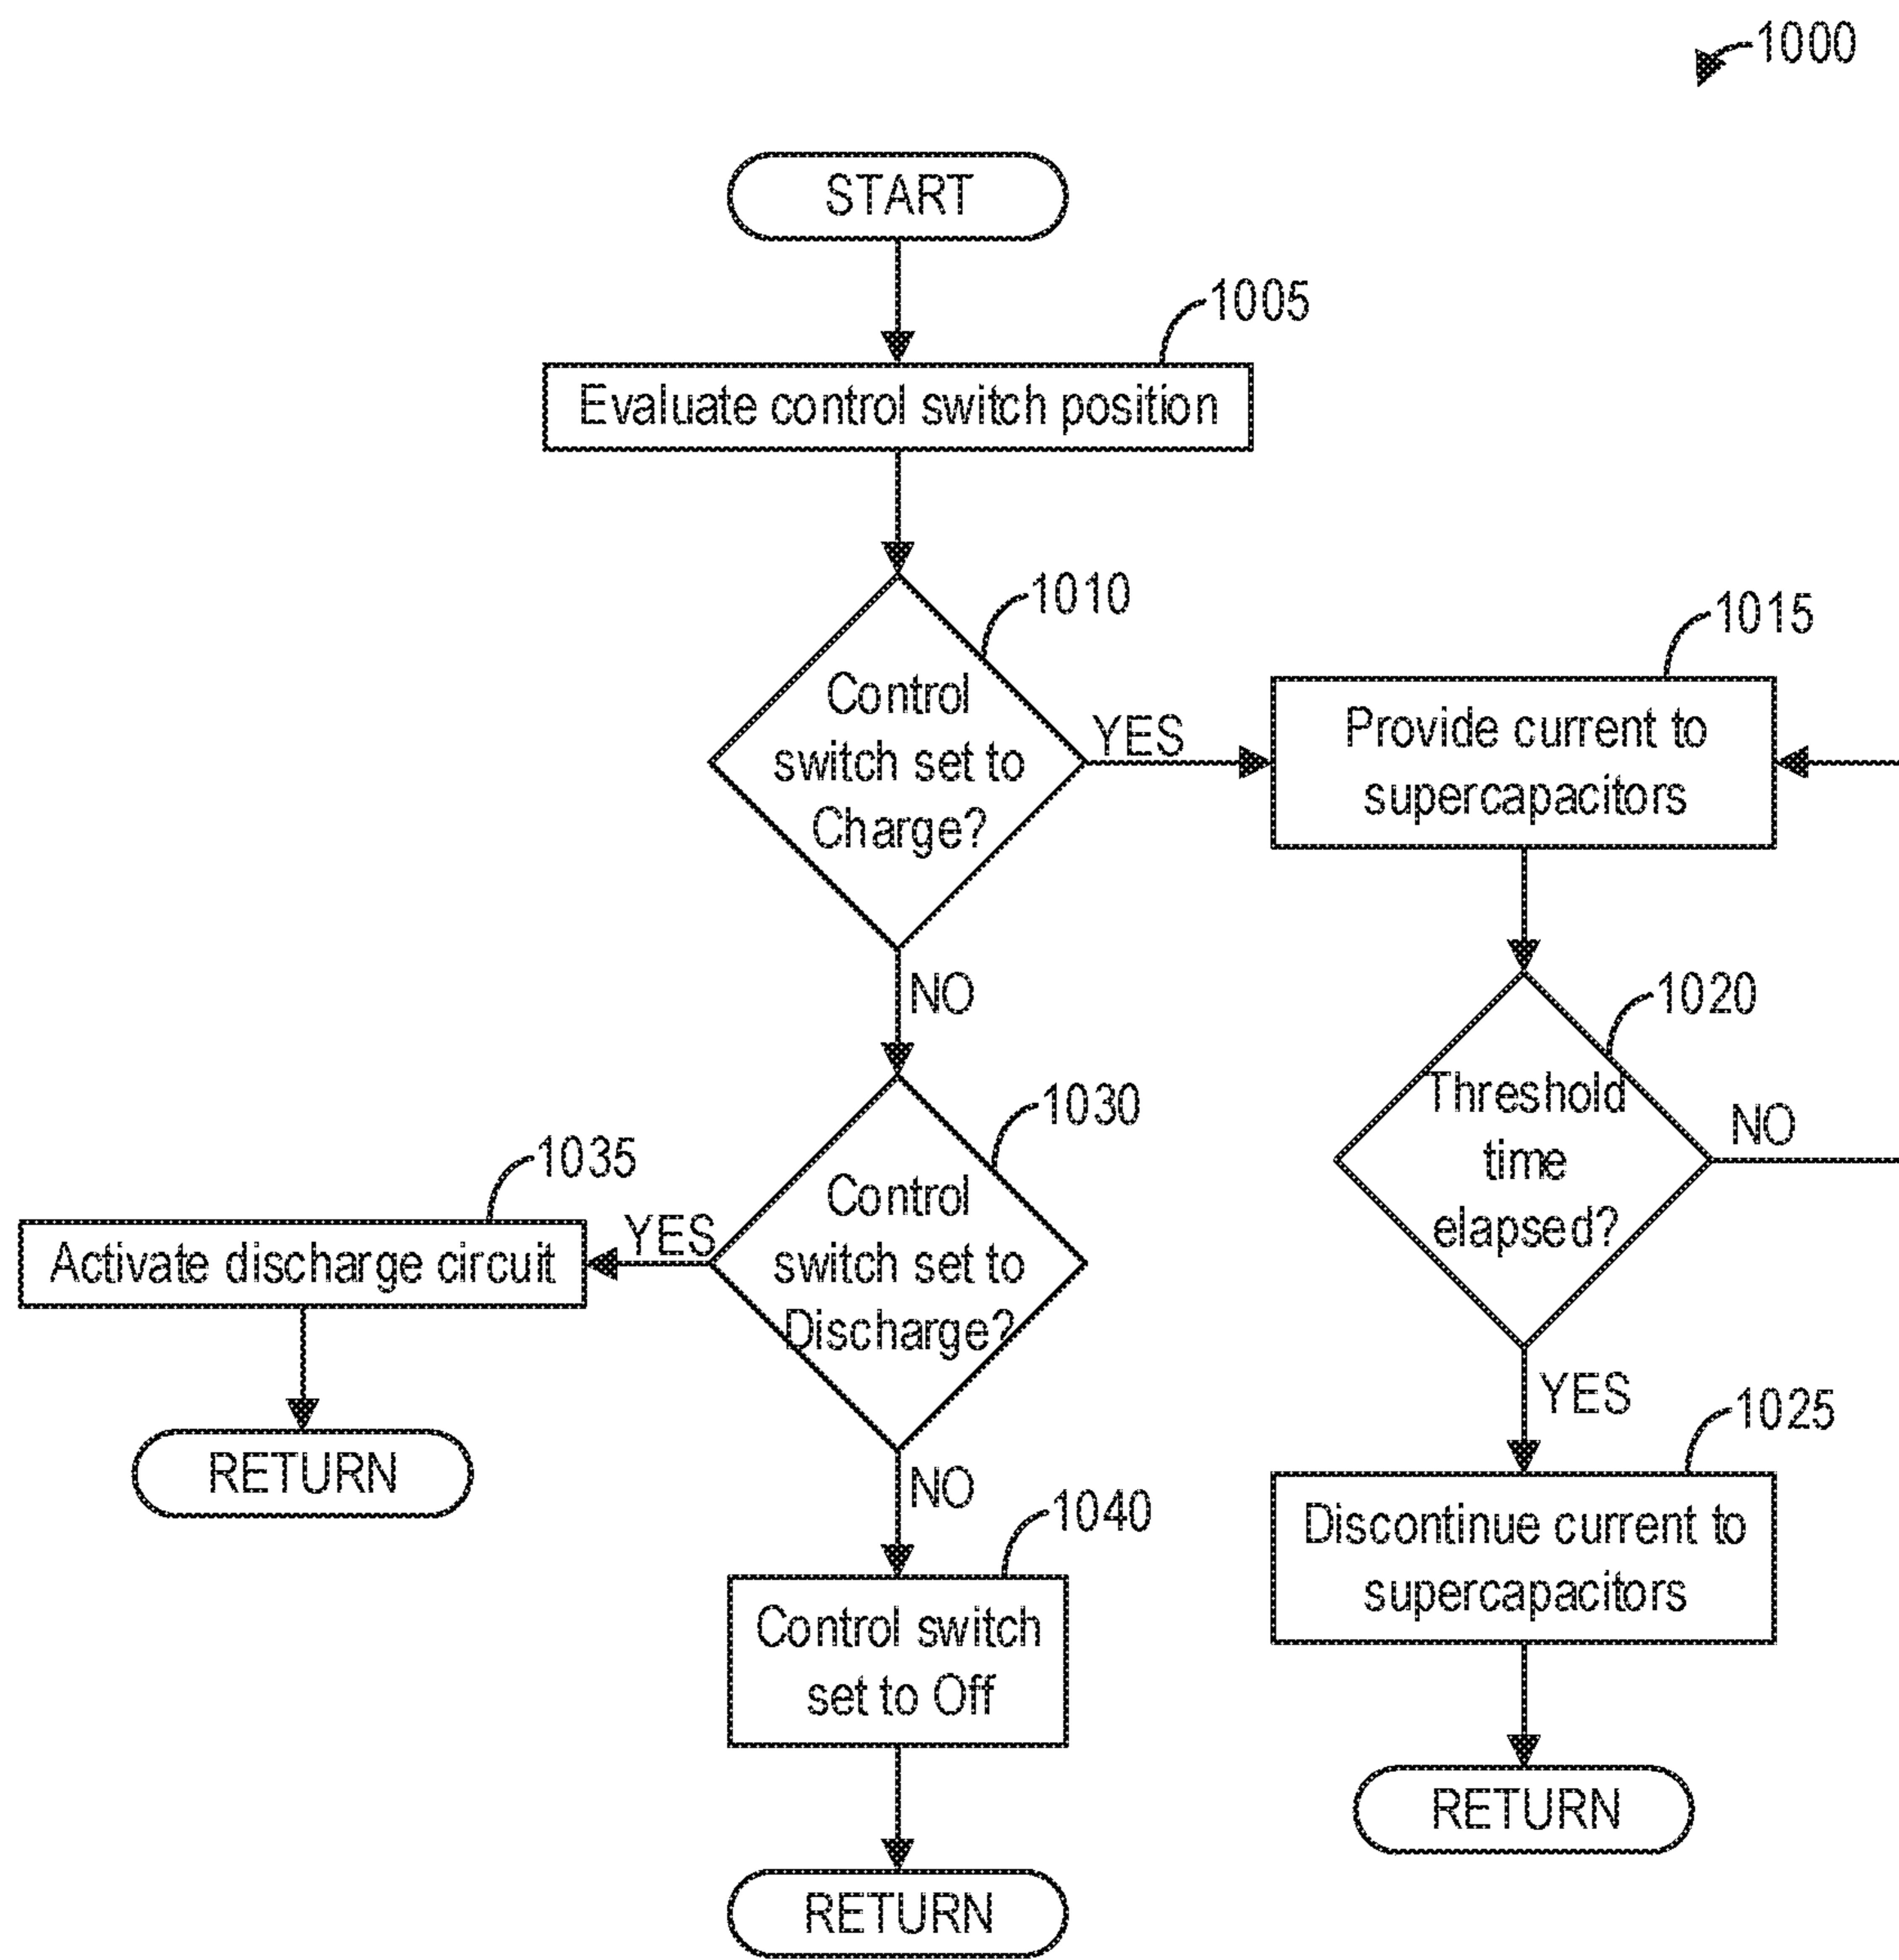 1000
START
1005
Evaluate control switch position
1010
Control
switch set to
Charge?
YES
1015
Provide current to
supercapacitors
NO
1020
Threshold
time
elapsed?
NO
1030
Control
switch set to
Discharge?
1035
YES
Activate discharge circuit
RETURN
YES
1025
Discontinue current to
supercapacitors
NO
1040
Control switch
set to Off
RETURN
RETURN